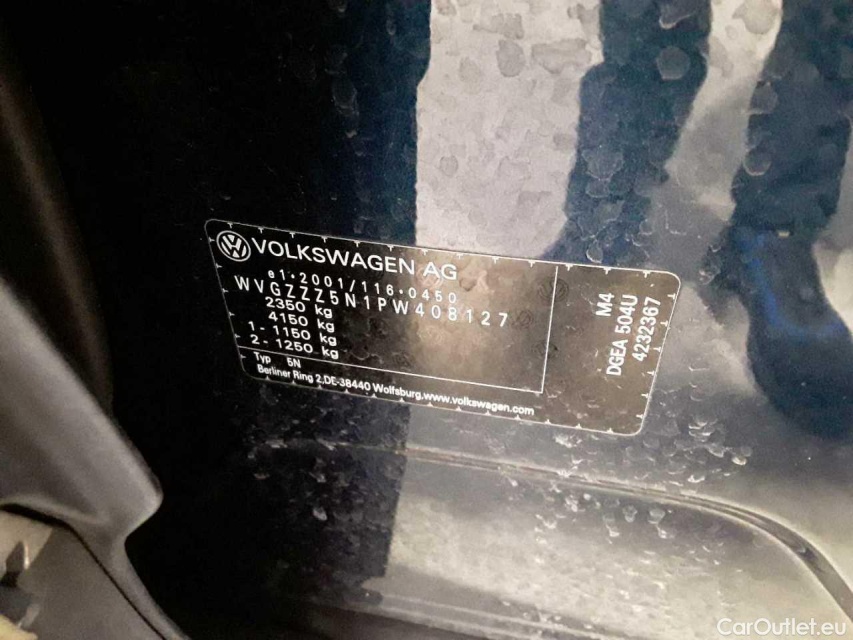 VOLKSWAGEN AG
e1*2001/116*0450
WVGZZZ5N1PW408127
2350 kg
4150 kg
1- 1150 kg
2- 1250 kg
Typ 5N
Berliner Ring 2,DE-38440 Wolfsburg,www.volkswagen.com
M4
DGEA 504U
4232367
CarOutlet.eu